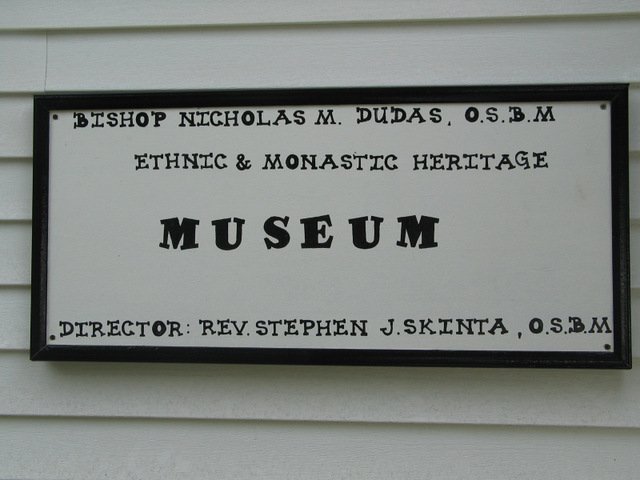 BISHOP NICHOLAS M. DUDAS, O.S.B.M
ETHNIC & MONASTIC HERITAGE
MUSEUM
DIRECTOR: REV. STEPHEN J. SKINTA, O.S.B.M